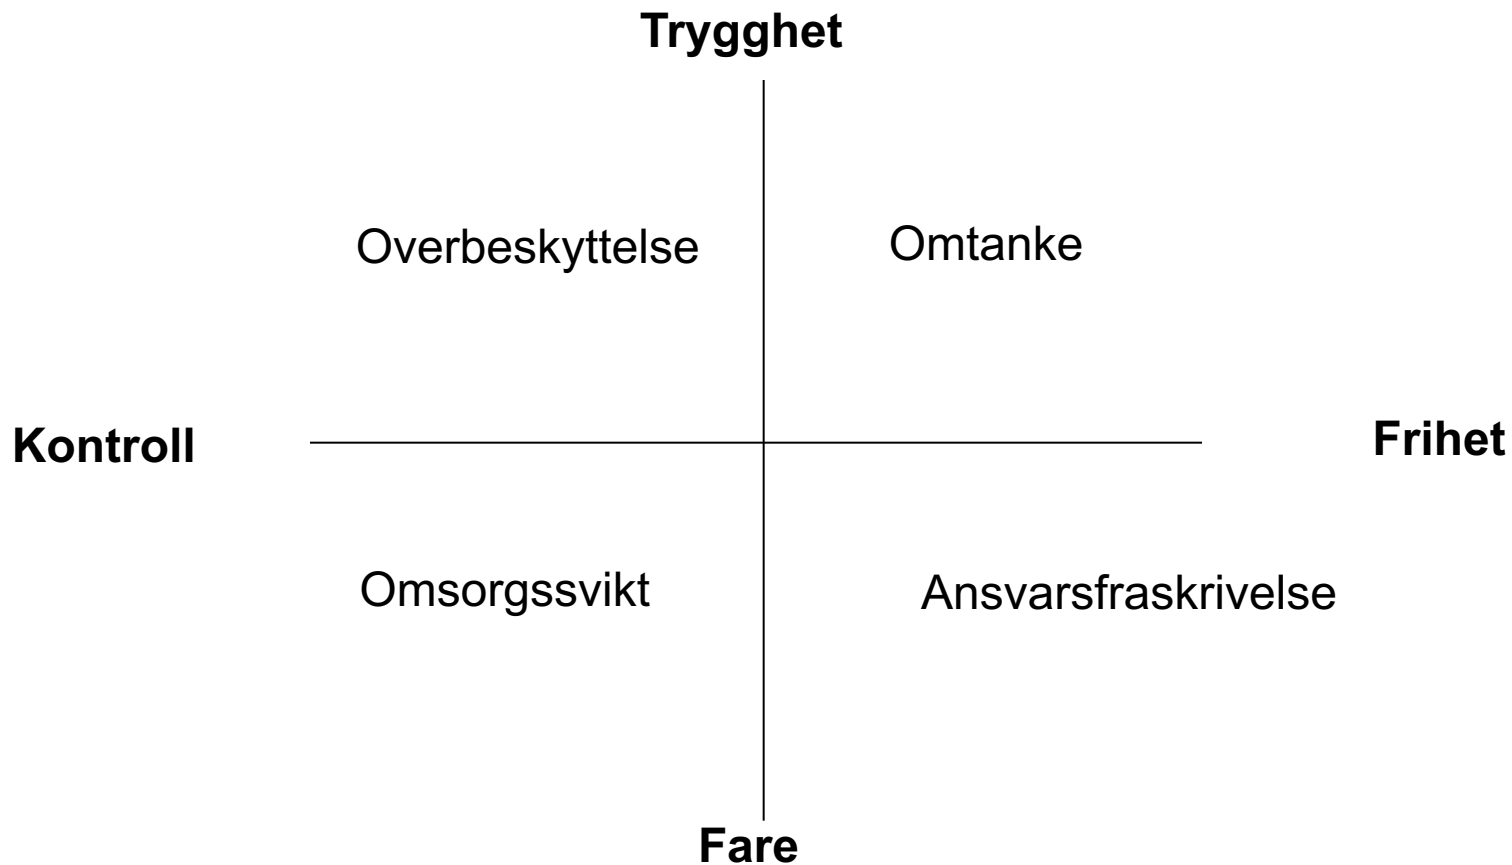 Trygghet
Overbeskyttelse
Omtanke
Kontroll
Frihet
Omsorgssvikt
Ansvarsfraskrivelse
Fare